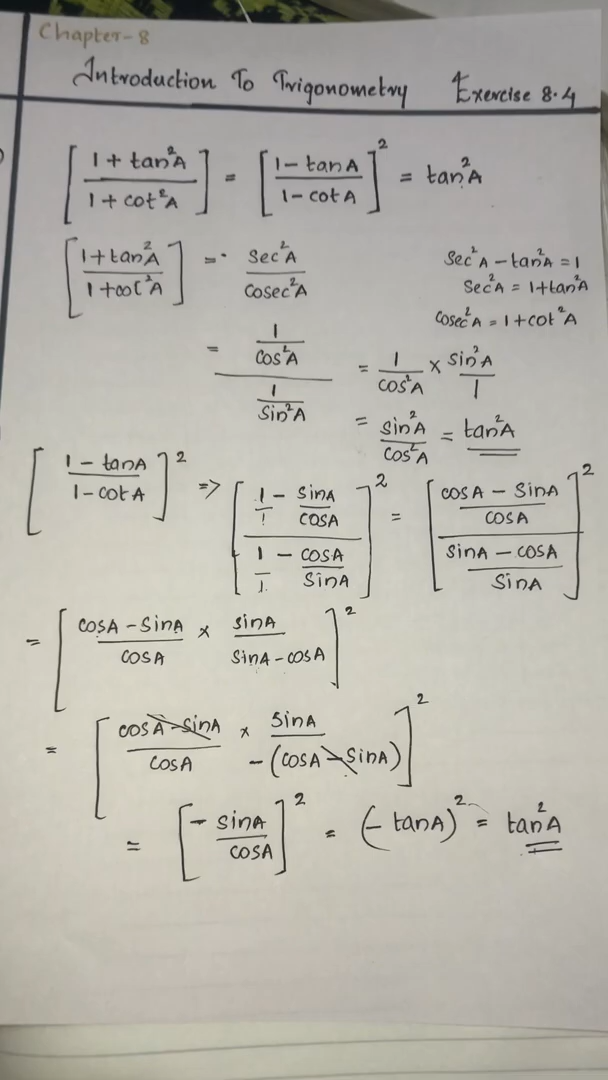 Chapter-8
Introduction To Trigonometry Exercise 8.4
[(1 + tan²A)/(1 + cot²A)] = [(1 - tanA)/(1 - cotA)]² = tan²A
[(1 + tan²A)/(1 + cot²A)] = sec²A/cosec²A
sec²A - tan²A = 1
sec²A = 1 + tan²A
cosec²A = 1 + cot²A
= (1/cos²A)/(1/sin²A) = 1/cos²A × sin²A/1
= sin²A/cos²A = tan²A
[(1 - tanA)/(1 - cotA)]² => [(1/1 - sinA/cosA)/(1/1 - cosA/sinA)]² = [((cosA - sinA)/cosA)/((sinA - cosA)/sinA)]²
= [(cosA - sinA)/cosA × sinA/(sinA - cosA)]²
= [(cosA - sinA)/cosA × sinA/-(cosA - sinA)]²
= [- sinA/cosA]² = (- tanA)² = tan²A